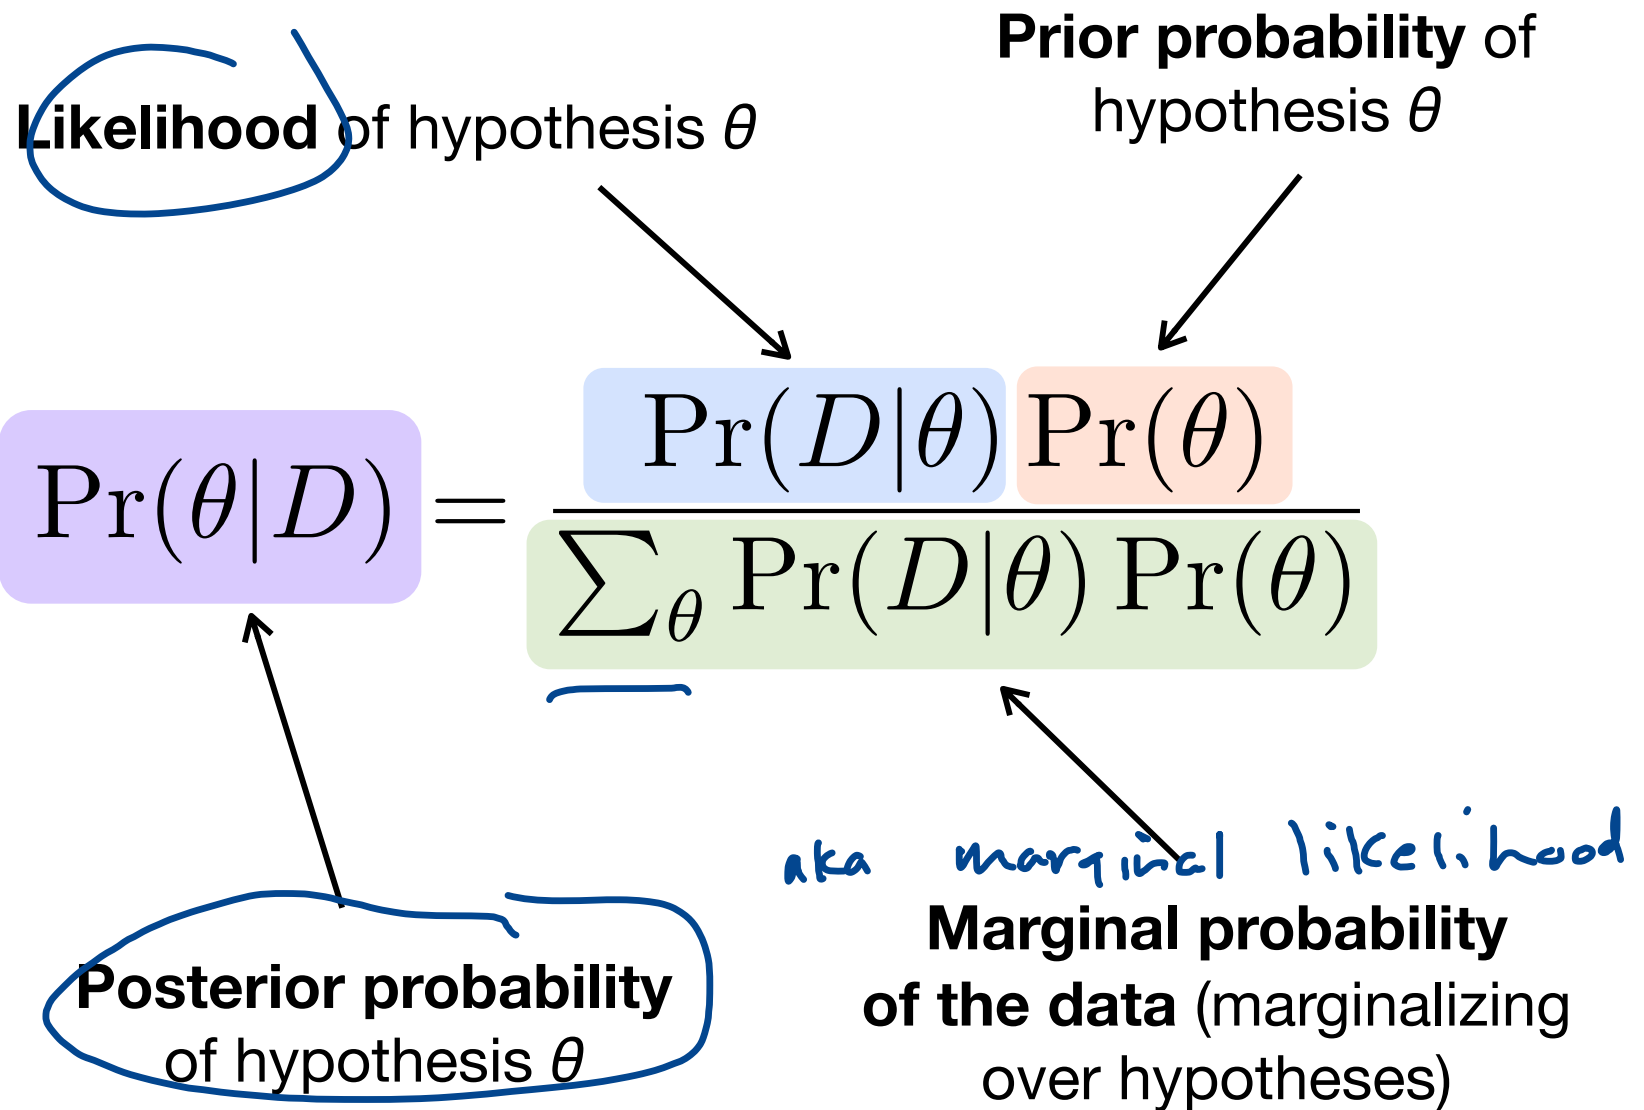 Prior probability of
hypothesis θ
Likelihood of hypothesis θ
Pr(D|θ) Pr(θ)
Pr(θ|D) =
∑θ Pr(D|θ) Pr(θ)
aka marginal likelihood
Marginal probability
of the data (marginalizing
over hypotheses)
Posterior probability
of hypothesis θ